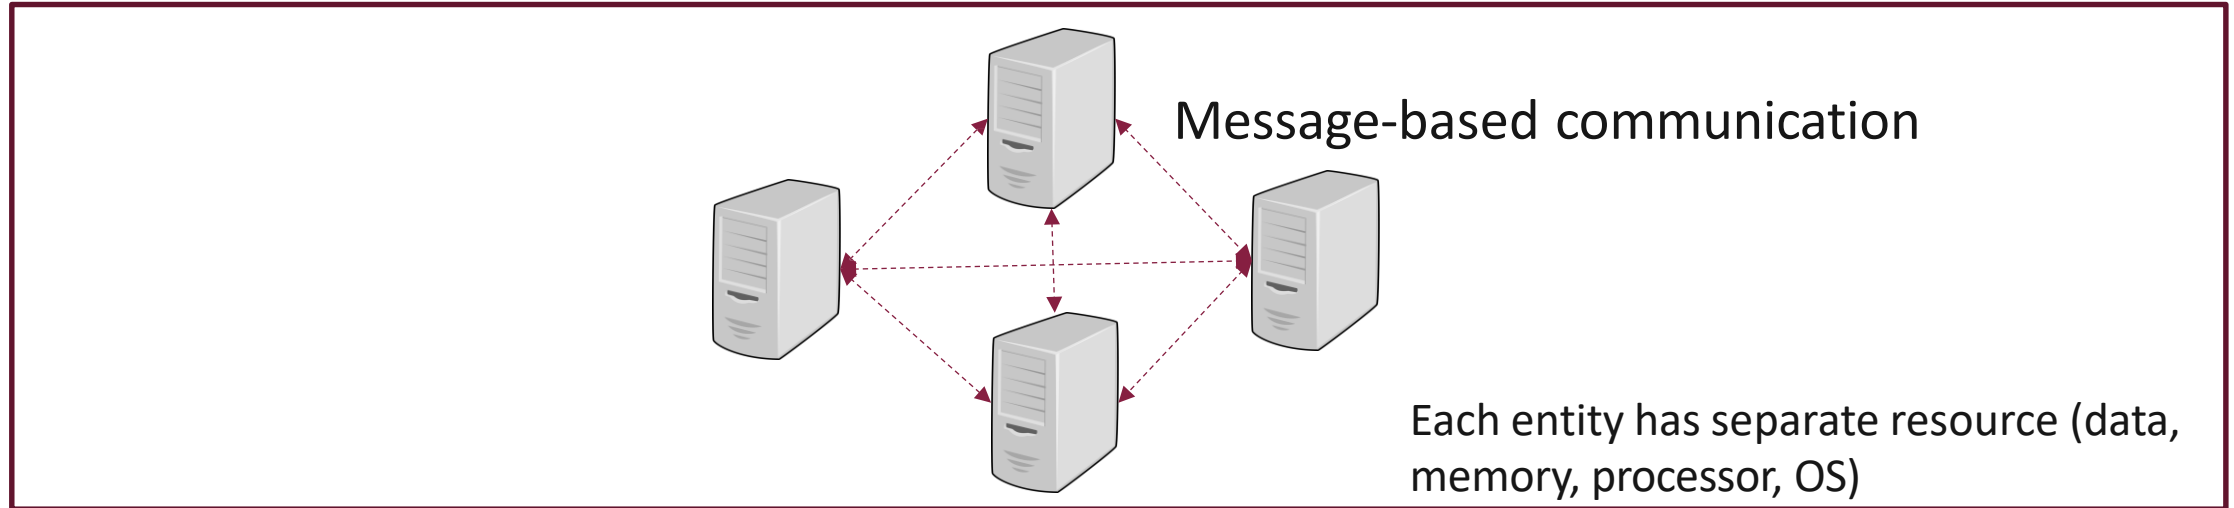 Message-based communication
Each entity has separate resource (data,
memory, processor, OS)